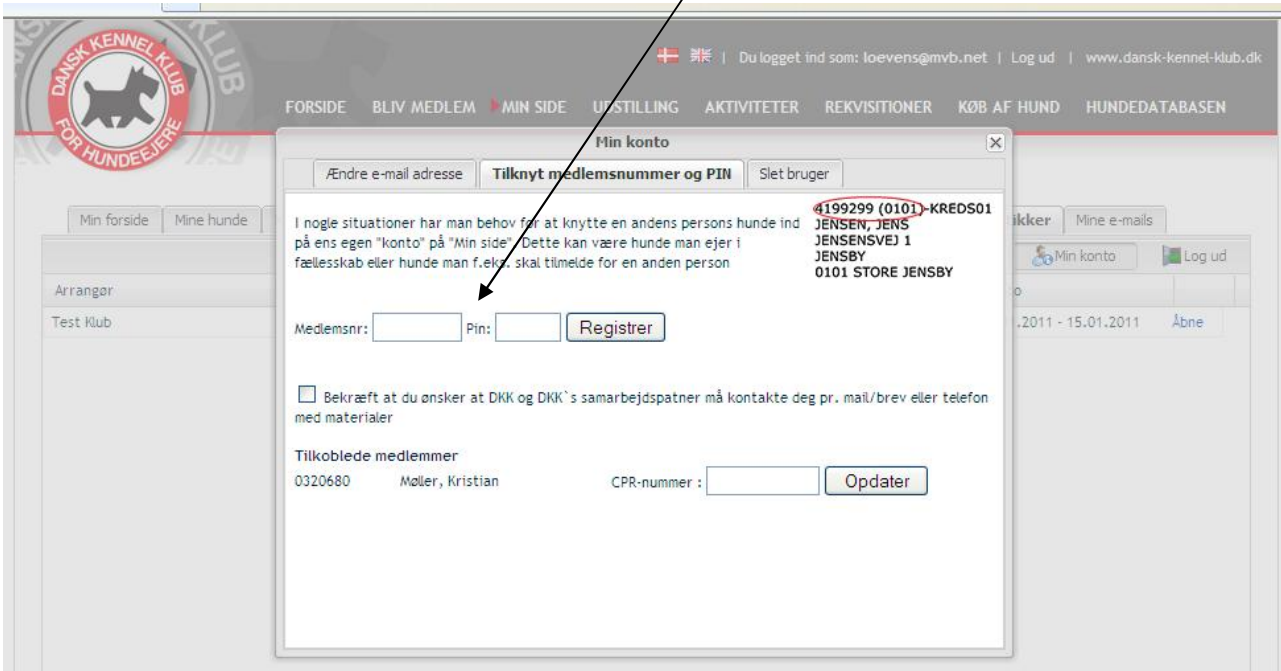 DANSK KENNEL KLUB
FOR HUNDEEJERE
Du logget ind som: loevens@mvb.net | Log ud | www.dansk-kennel-klub.dk
FORSIDE BLIV MEDLEM MIN SIDE UDSTILLING AKTIVITETER REKVISITIONER KØB AF HUND HUNDEDATABASEN
Min konto
Ændre e-mail adresse Tilknyt medlemsnummer og PIN Slet bruger
Min forside Mine hunde ikker Mine e-mails
Min konto Log ud
I nogle situationer har man behov for at knytte en andens persons hunde ind
på ens egen "konto" på "Min side". Dette kan være hunde man ejer i
fællesskab eller hunde man f.eks. skal tilmelde for en anden person
4199299 (0101)-KREDS01
JENSEN, JENS
JENSENSVEJ 1
JENSBY
0101 STORE JENSBY
Arrangør
o
Test Klub
.2011 - 15.01.2011 Åbne
Medlemsnr: Pin: Registrer
Bekræft at du ønsker at DKK og DKK`s samarbejdspatner må kontakte deg pr. mail/brev eller telefon
med materialer
Tilkoblede medlemmer
0320680 Møller, Kristian CPR-nummer : Opdater